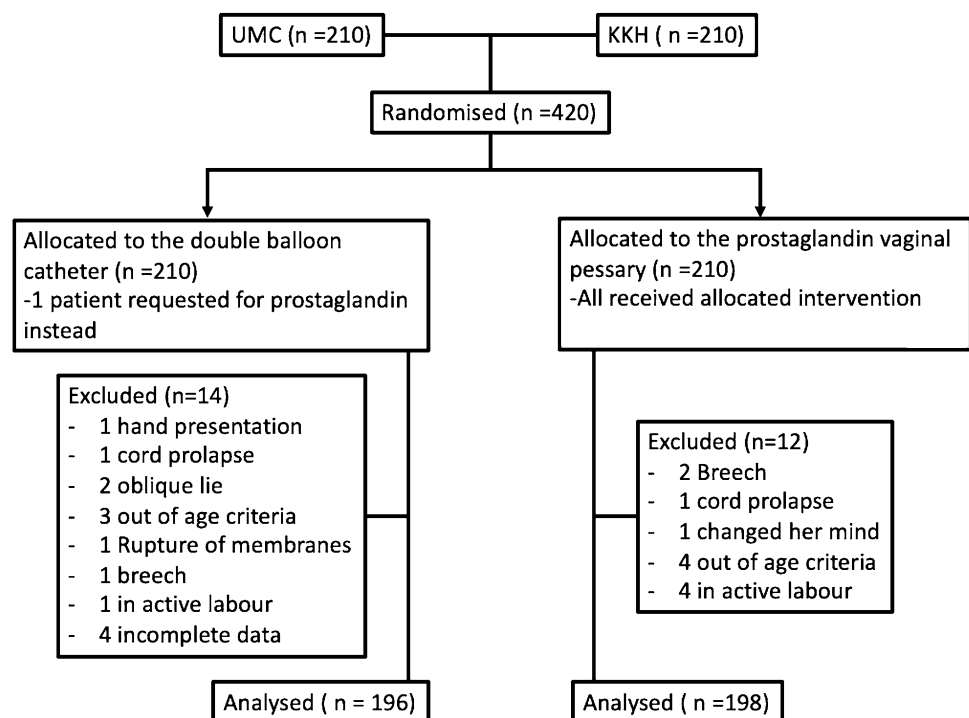 UMC (n =210)
KKH ( n =210)
Randomised (n =420)
Allocated to the double balloon
catheter (n =210)
-1 patient requested for prostaglandin
instead
Allocated to the prostaglandin vaginal
pessary (n =210)
-All received allocated intervention
Excluded (n=14)
- 1 hand presentation
- 1 cord prolapse
- 2 oblique lie
- 3 out of age criteria
- 1 Rupture of membranes
- 1 breech
- 1 in active labour
- 4 incomplete data
Excluded (n=12)
- 2 Breech
- 1 cord prolapse
- 1 changed her mind
- 4 out of age criteria
- 4 in active labour
Analysed ( n = 196)
Analysed ( n =198)